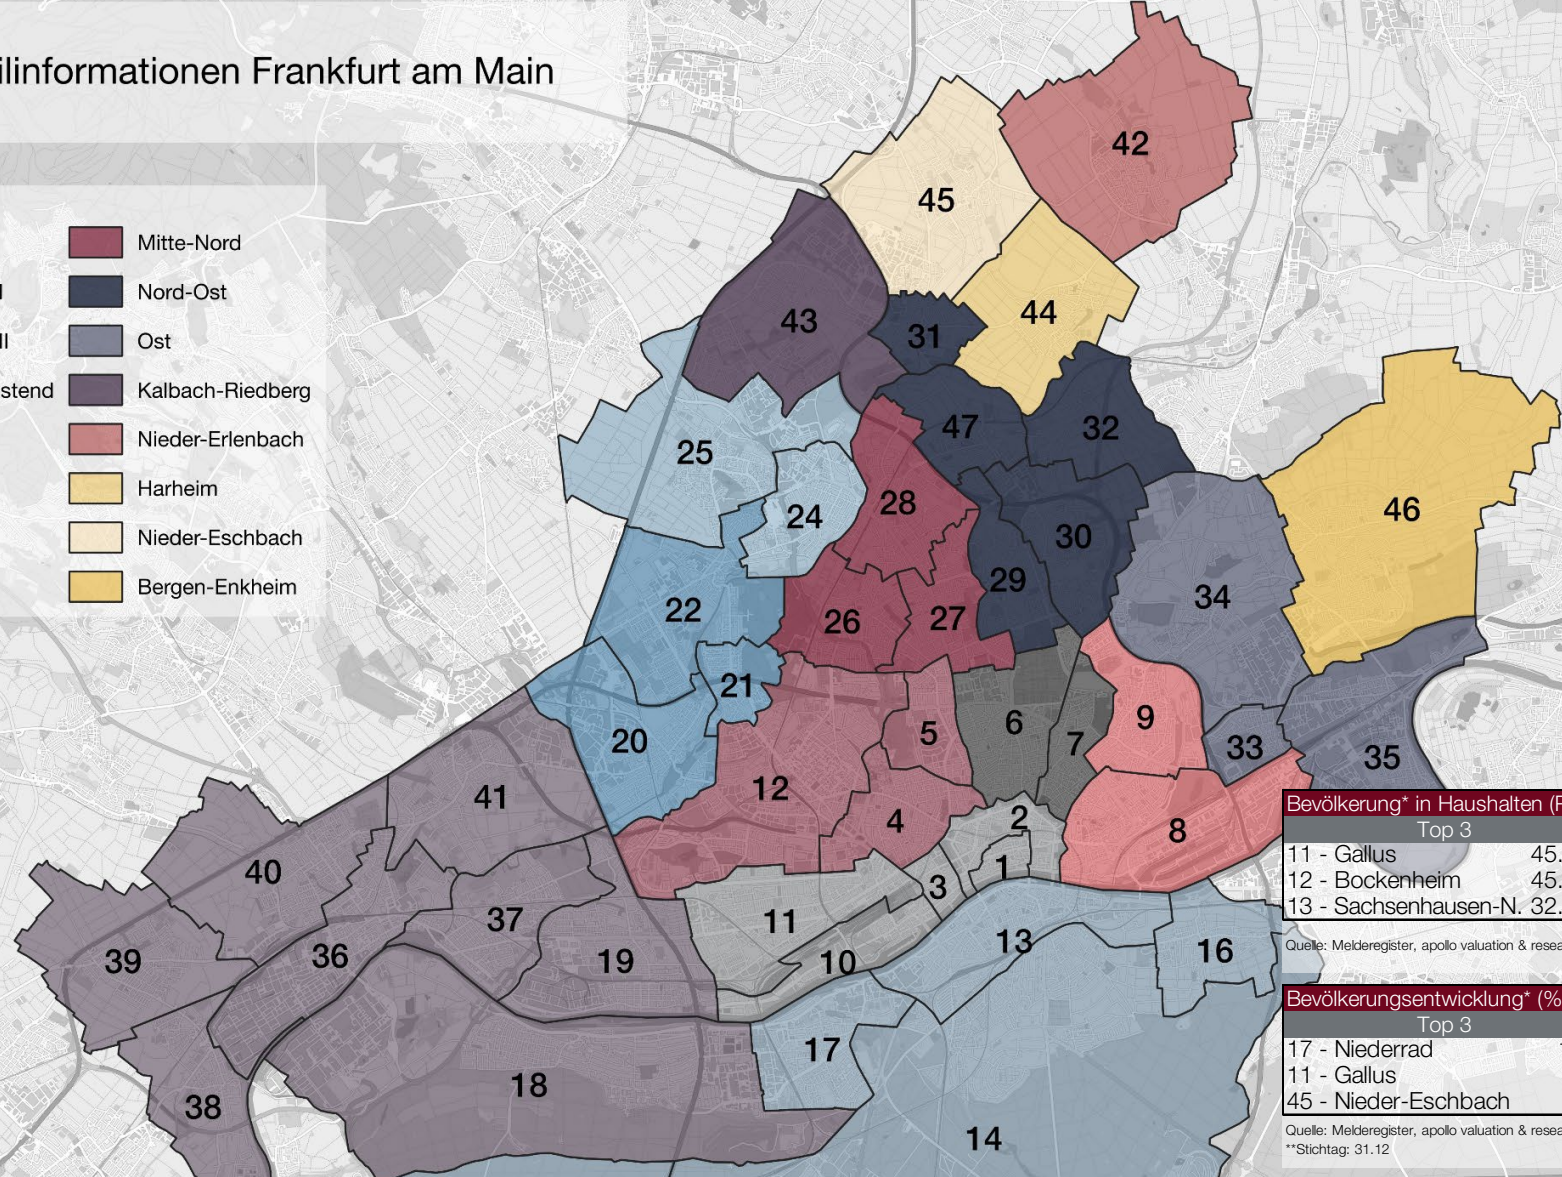 ilinformationen Frankfurt am Main
Mitte-Nord
l
Nord-Ost
ll
Ost
stend
Kalbach-Riedberg
Nieder-Erlenbach
Harheim
Nieder-Eschbach
Bergen-Enkheim
42
45
43
31
44
47
32
25
24
28
46
30
29
34
22
26
27
21
20
6
5
9
7
33
35
12
41
4
2
8
1
3
40
11
37
39
36
19
10
13
16
17
18
38
14
Bevölkerung* in Haushalten (P
Top 3
11 - Gallus 45.
12 - Bockenheim 45.
13 - Sachsenhausen-N. 32.
Quelle: Melderegister, apollo valuation & resea
Bevölkerungsentwicklung* (%
Top 3
17 - Niederrad
11 - Gallus
45 - Nieder-Eschbach
Quelle: Melderegister, apollo valuation & resea
**Stichtag: 31.12